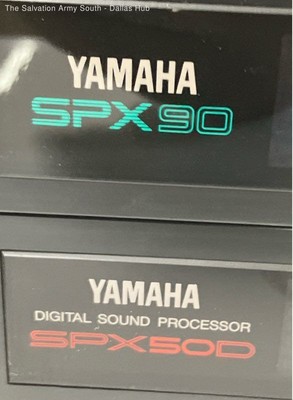 The Salvation Army South - Dallas Hub
YAMAHA
SPX90
YAMAHA
DIGITAL SOUND PROCESSOR
SPX50D